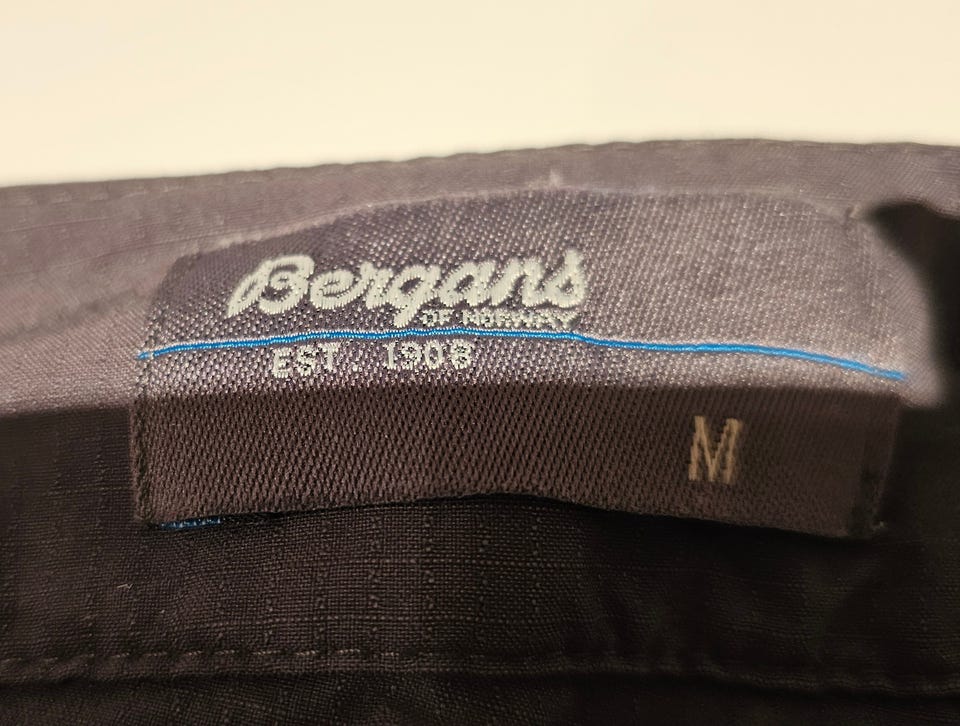 Bergans
OF NORWAY
EST. 1908
M